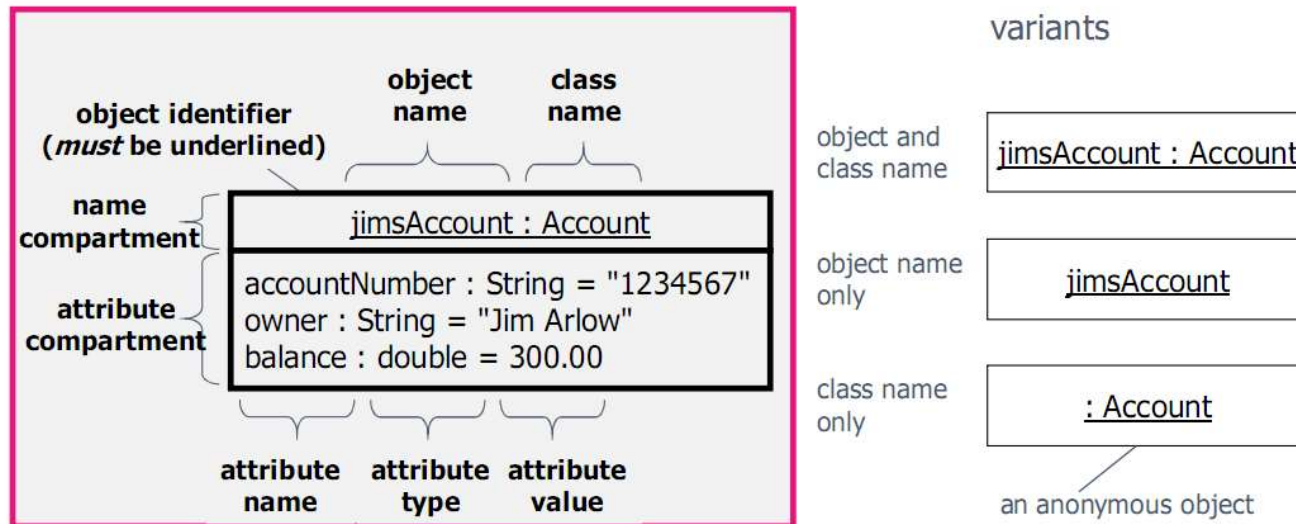 object identifier
(must be underlined)
object
name
class
name
name
compartment
jimsAccount : Account
attribute
compartment
accountNumber : String = "1234567"
owner : String = "Jim Arlow"
balance : double = 300.00
attribute
name
attribute
type
attribute
value
variants
object and
class name
jimsAccount : Account
object name
only
jimsAccount
class name
only
: Account
an anonymous object